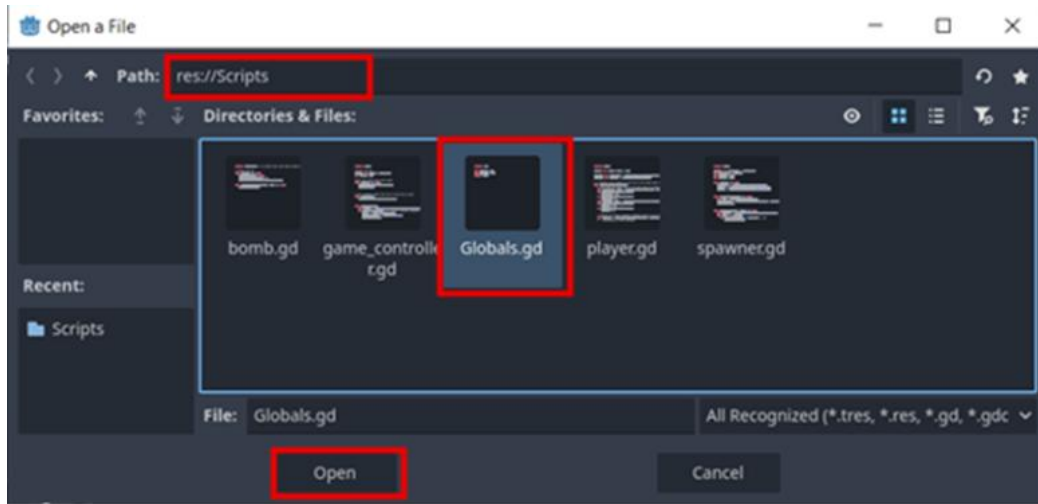 Open a File
Path: res://Scripts
Favorites: Directories & Files:
bomb.gd game_controlle Globals.gd player.gd spawner.gd
r.gd
Recent:
Scripts
File: Globals.gd All Recognized (*.tres, *.res, *.gd, *.gdc
Open Cancel